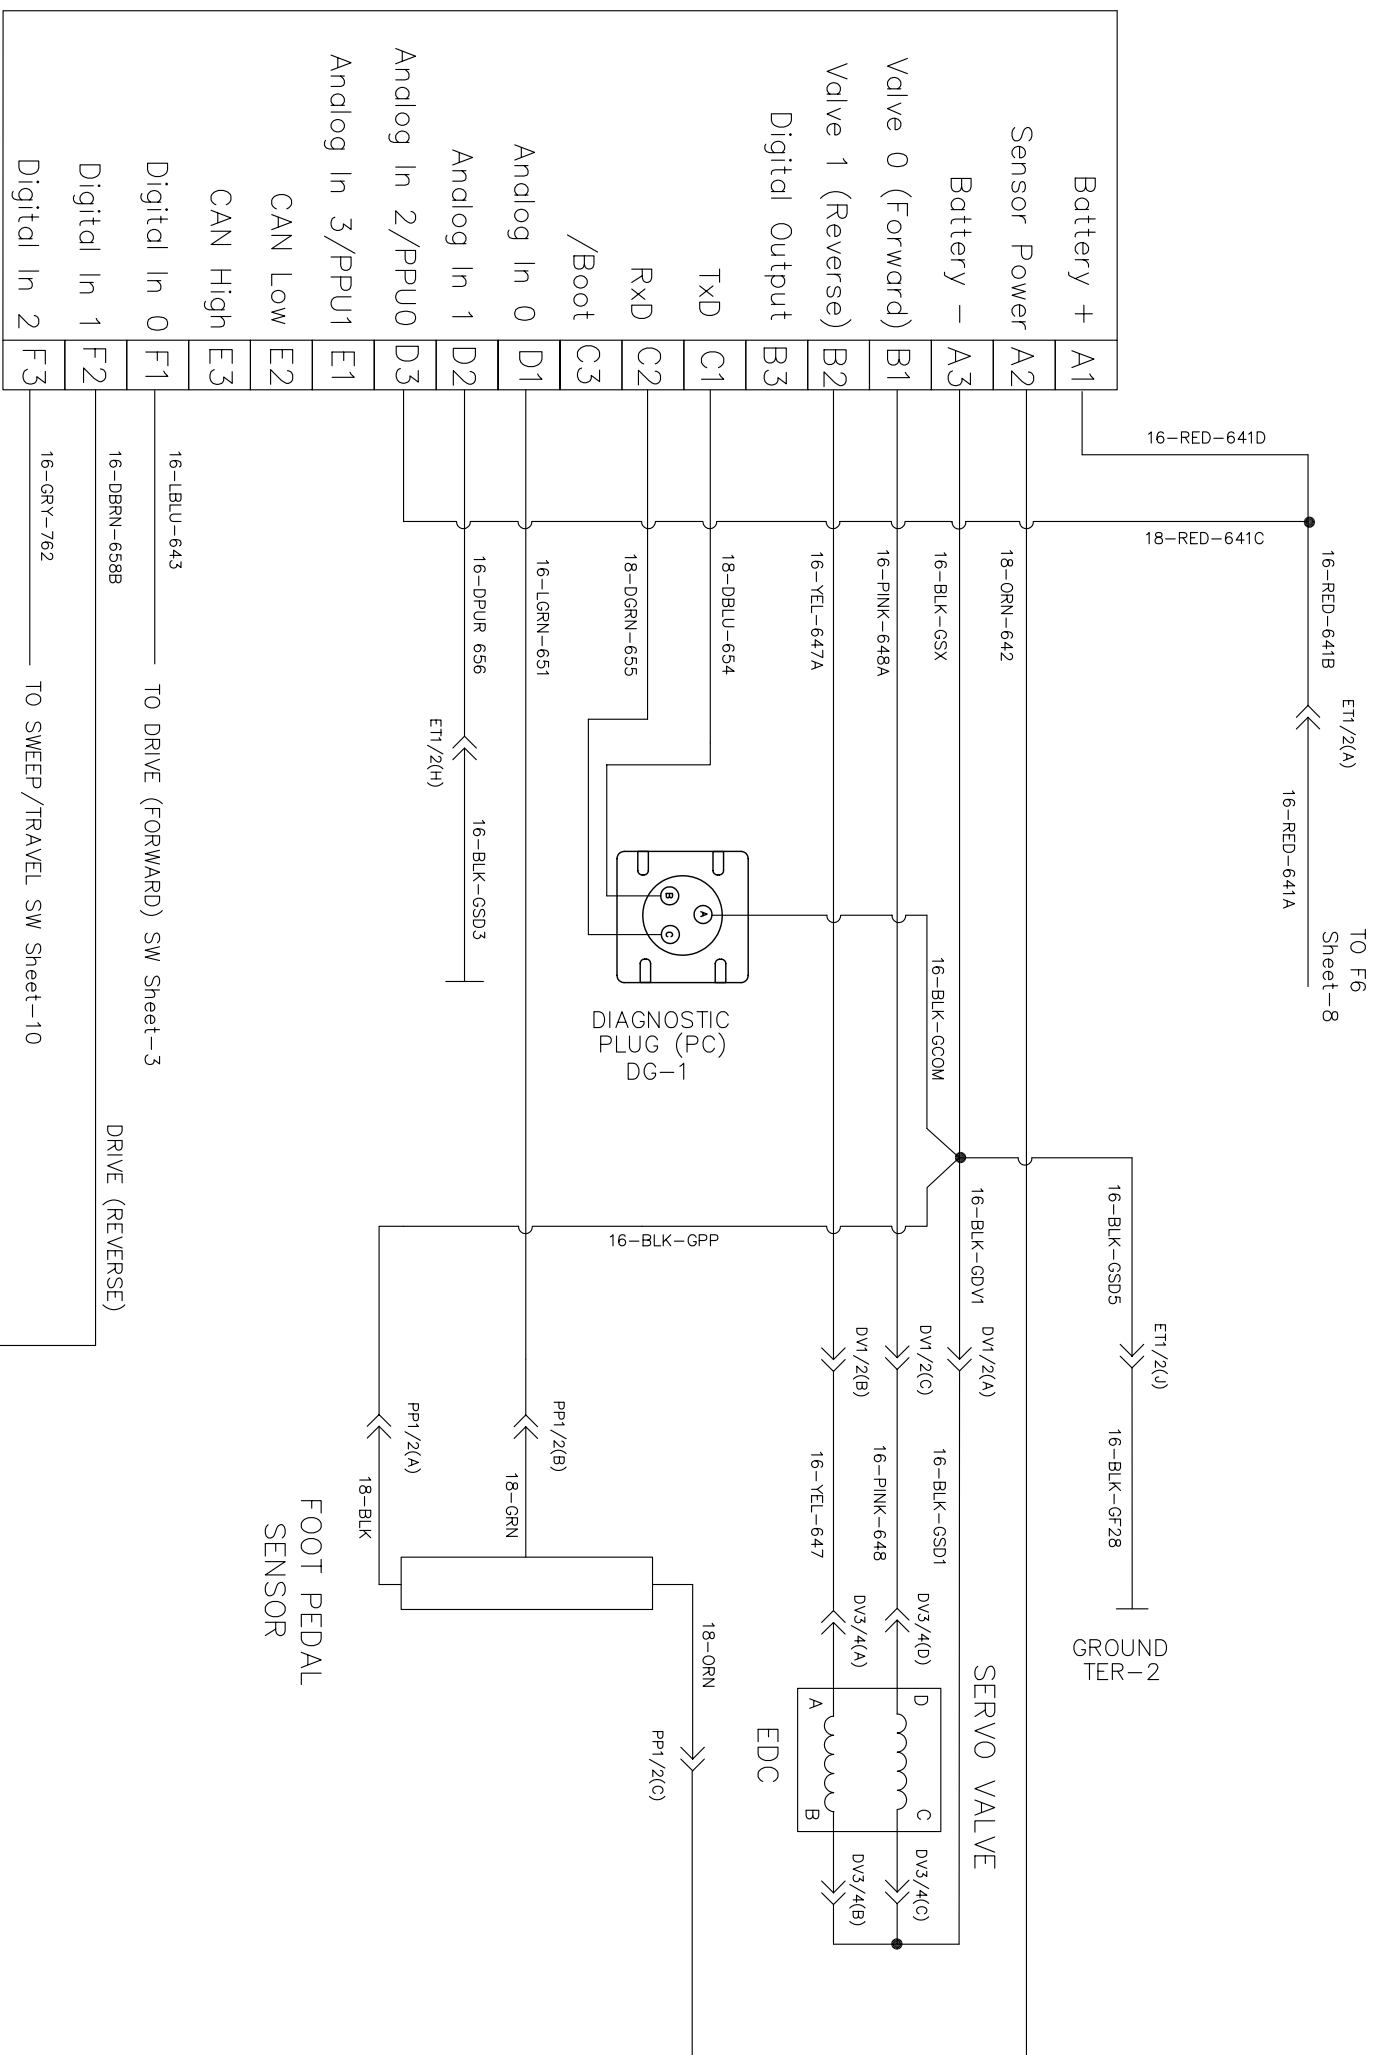 Battery +
A1
Sensor Power
A2
Battery –
A3
Valve 0 (Forward)
B1
Valve 1 (Reverse)
B2
Digital Output
B3
TxD
C1
RxD
C2
/Boot
C3
Analog In 0
D1
Analog In 1
D2
Analog In 2/PPU0
D3
Analog In 3/PPU1
E1
CAN Low
E2
CAN High
E3
Digital In 0
F1
Digital In 1
F2
Digital In 2
F3
16-RED-641D
18-RED-641C
16-RED-641B
ET1/2(A)
16-RED-641A
TO F6
Sheet-8
18-ORN-642
16-BLK-GSX
16-PINK-648A
16-YEL-647A
18-DBLU-654
18-DGRN-655
16-LGRN-651
16-DPUR 656
ET1/2(H)
16-BLK-GSD3
16-LBLU-643
TO DRIVE (FORWARD) SW Sheet-3
16-DBRN-658B
DRIVE (REVERSE)
16-GRY-762
TO SWEEP/TRAVEL SW Sheet-10
A
B
C
DIAGNOSTIC
PLUG (PC)
DG-1
16-BLK-GCOM
16-BLK-GPP
16-BLK-GDV1
16-BLK-GSD5
ET1/2(J)
16-BLK-GF28
GROUND
TER-2
DV1/2(A)
DV1/2(C)
DV1/2(B)
16-BLK-GSD1
16-PINK-648
16-YEL-647
DV3/4(D)
DV3/4(A)
SERVO VALVE
D
C
A
B
EDC
DV3/4(C)
DV3/4(B)
PP1/2(B)
18-GRN
PP1/2(A)
18-BLK
FOOT PEDAL
SENSOR
18-ORN
PP1/2(C)